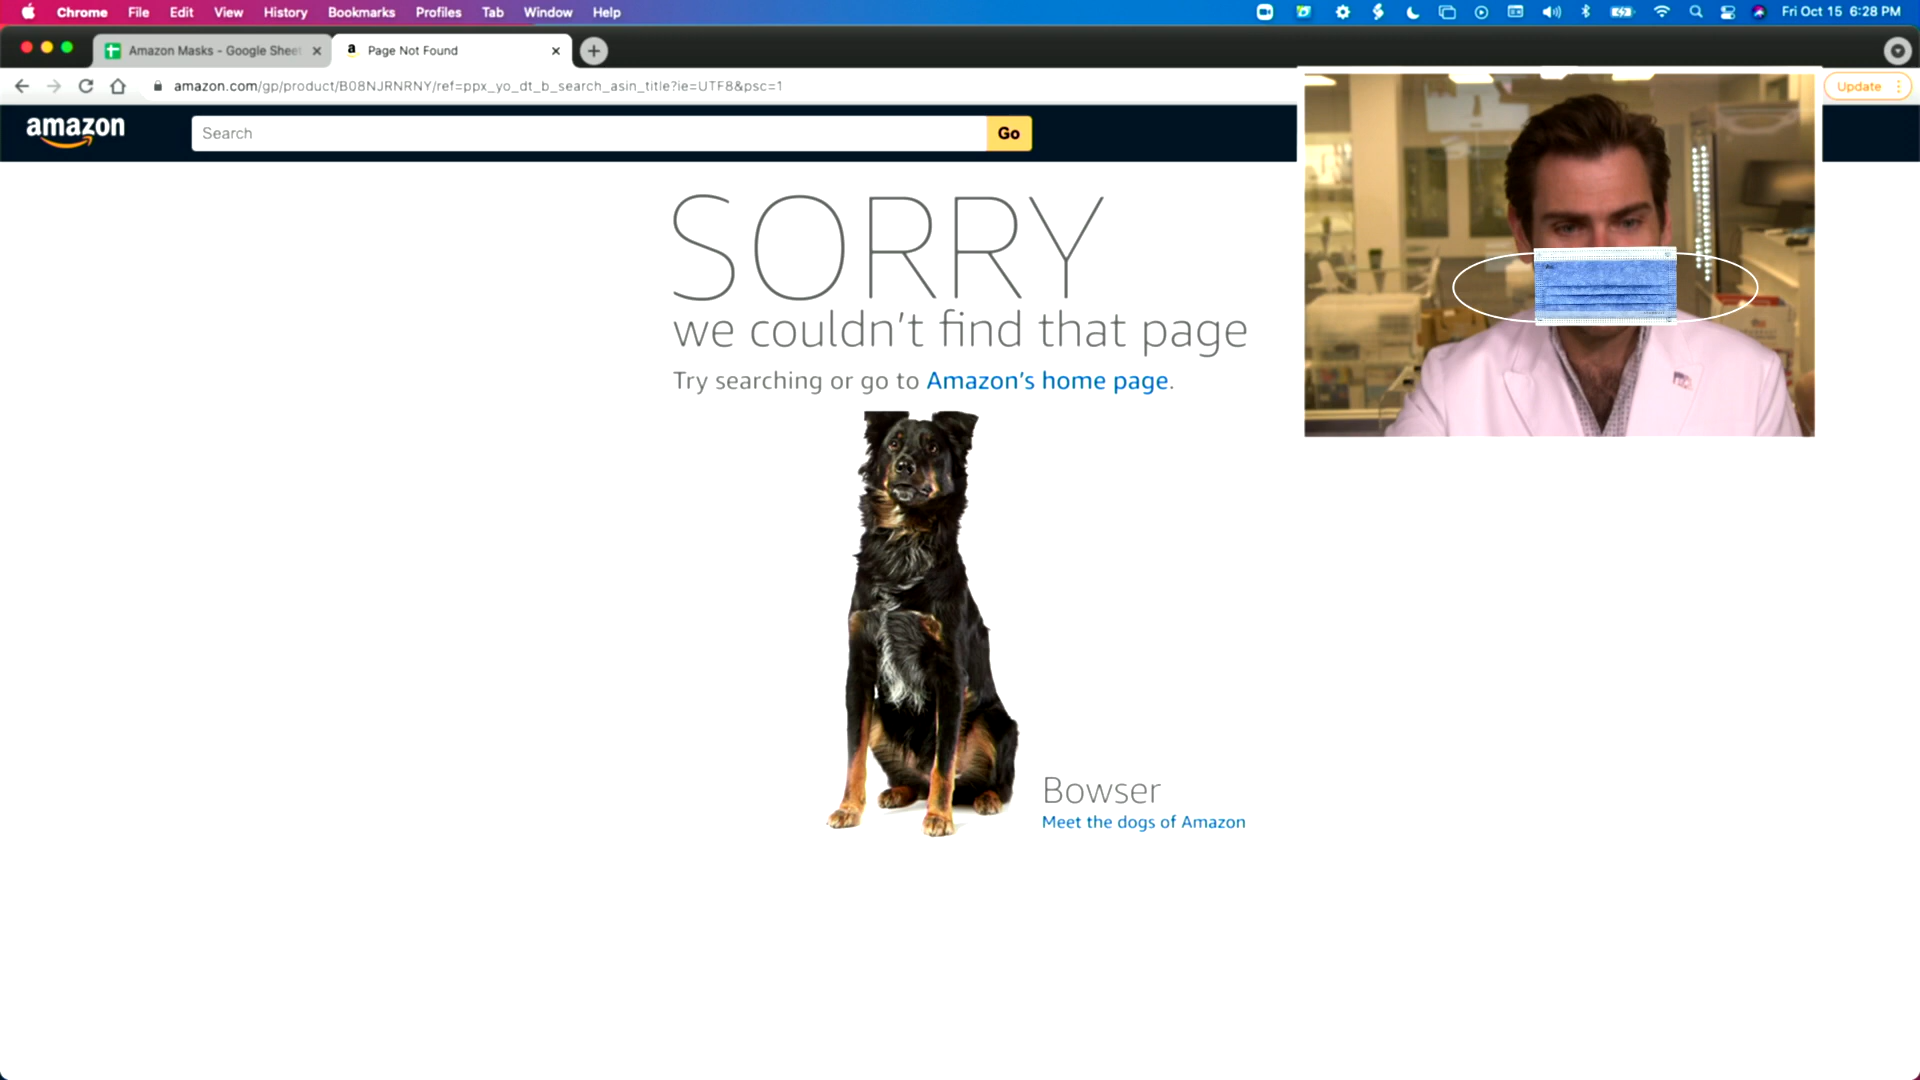 Chrome File Edit View History Bookmarks Profiles Tab Window Help Fri Oct 15 6:28 PM
Amazon Masks - Google Sheet Page Not Found
amazon.com/gp/product/B08NJRNRNY/ref=ppx_yo_dt_b_search_asin_title?ie=UTF8&psc=1 Update
amazon Search Go
SORRY
we couldn't find that page
Try searching or go to Amazon's home page.
Bowser
Meet the dogs of Amazon